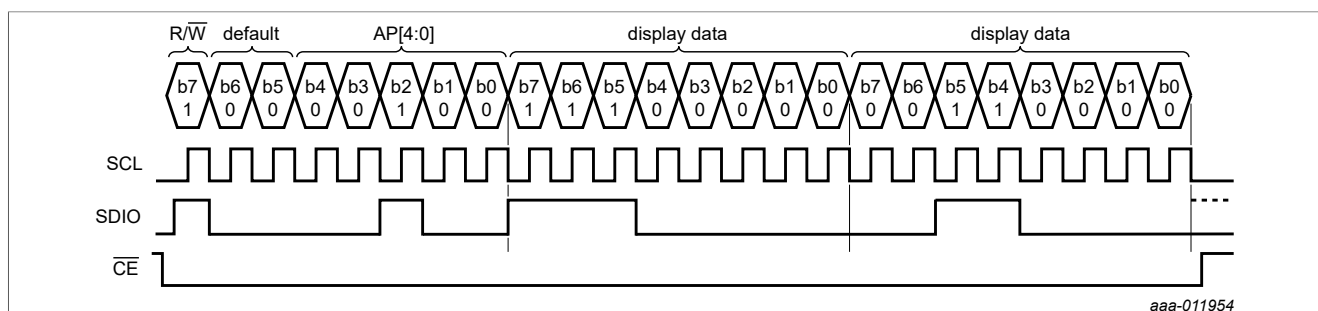 R/W̅ default AP[4:0] display data display data
b7 b6 b5 b4 b3 b2 b1 b0 b7 b6 b5 b4 b3 b2 b1 b0 b7 b6 b5 b4 b3 b2 b1 b0
1 0 0 0 0 1 0 0 1 1 1 0 0 0 0 0 0 0 1 1 0 0 0 0
SCL
SDIO
C̅E̅
aaa-011954